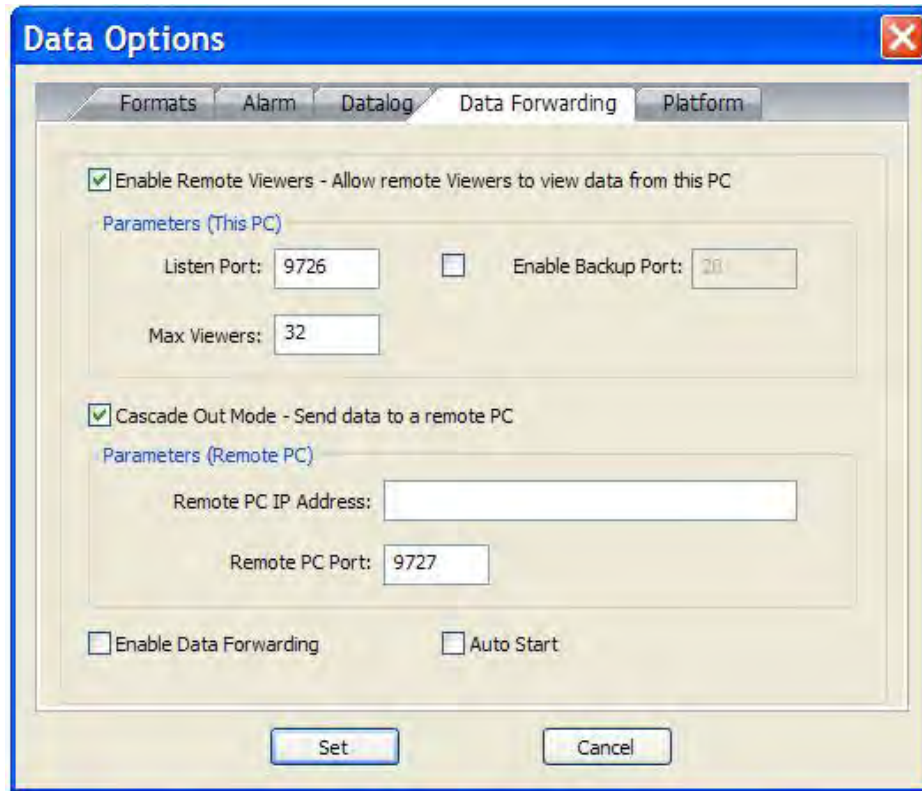 Data Options
Formats Alarm Datalog Data Forwarding Platform
Enable Remote Viewers - Allow remote Viewers to view data from this PC
Parameters (This PC)
Listen Port: 9726 Enable Backup Port: 20
Max Viewers: 32
Cascade Out Mode - Send data to a remote PC
Parameters (Remote PC)
Remote PC IP Address:
Remote PC Port: 9727
Enable Data Forwarding Auto Start
Set Cancel